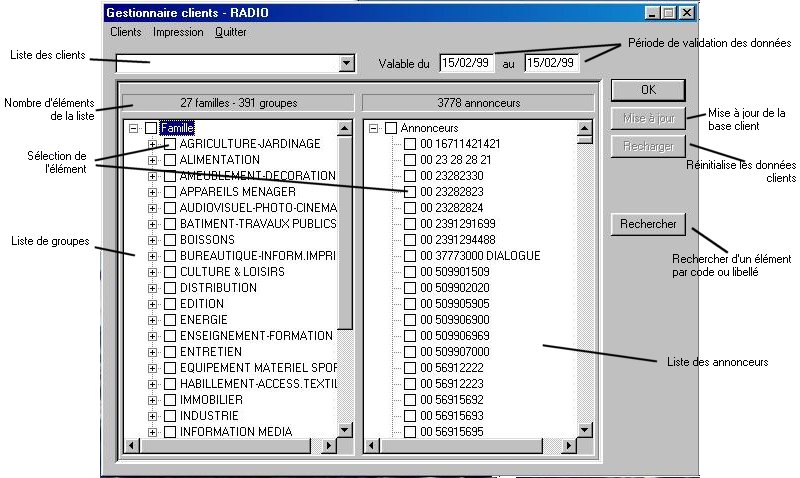 Gestionnaire clients - RADIO
Clients Impression Quitter
Liste des clients
Valable du 15/02/99 au 15/02/99
Période de validation des données
OK
Nombre d'éléments
de la liste
27 familles - 391 groupes
3778 annonceurs
Mise à jour
Mise à jour de la
base client
Recharger
Réinitialise les données
clients
Rechercher
Rechercher d'un élément
par code ou libellé
Sélection de
l'élément
Liste de groupes
Famille
AGRICULTURE-JARDINAGE
ALIMENTATION
AMEUBLEMENT-DECORATION
APPAREILS MENAGER
AUDIOVISUEL-PHOTO-CINEMA
BATIMENT-TRAVAUX PUBLICS
BOISSONS
BUREAUTIQUE-INFORM.IMPRI
CULTURE & LOISIRS
DISTRIBUTION
EDITION
ENERGIE
ENSEIGNEMENT-FORMATION
ENTRETIEN
EQUIPEMENT MATERIEL SPOR
HABILLEMENT-ACCESS.TEXTIL
IMMOBILIER
INDUSTRIE
INFORMATION MEDIA
Annonceurs
00 16711421421
00 23 28 28 21
00 23282330
00 23282823
00 23282824
00 2391291699
00 2391294488
00 37773000 DIALOGUE
00 509901509
00 509902020
00 509905905
00 509906900
00 509906969
00 509907000
00 56912222
00 56912223
00 56915692
00 56915693
00 56915695
Liste des annonceurs